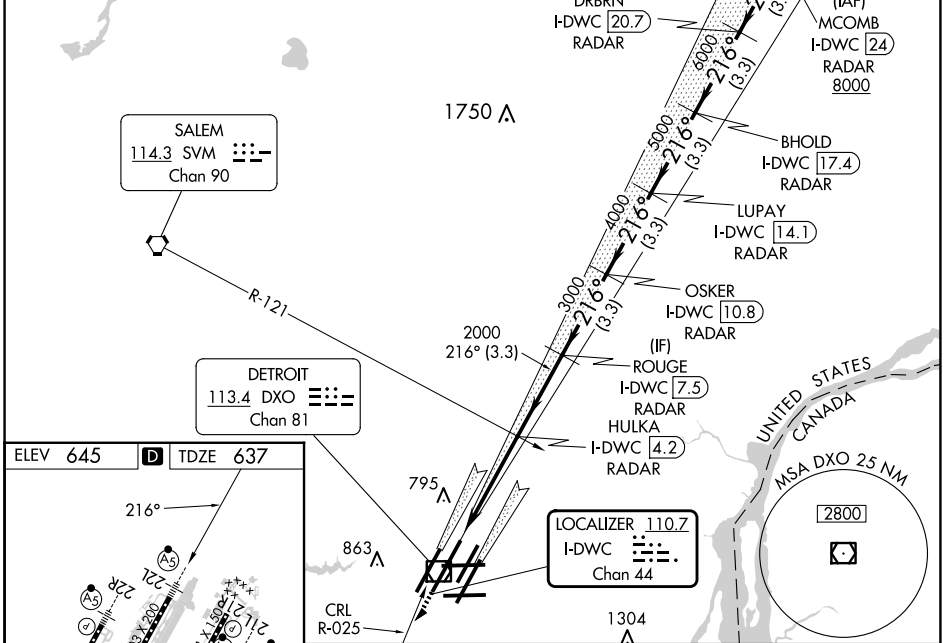 DRBRN
I-DWC 20.7
RADAR
(IAF)
MCOMB
I-DWC 24
RADAR
8000
6000
216°
(3.3)
1750
SALEM
114.3 SVM
Chan 90
BHOLD
I-DWC 17.4
RADAR
5000
216°
(3.3)
LUPAY
I-DWC 14.1
RADAR
4000
216°
(3.3)
OSKER
I-DWC 10.8
RADAR
3000
216°
(3.3)
R-121
2000
216° (3.3)
(IF)
ROUGE
I-DWC 7.5
RADAR
HULKA
I-DWC 4.2
RADAR
UNITED STATES
CANADA
DETROIT
113.4 DXO
Chan 81
MSA DXO 25 NM
2800
ELEV 645 D TDZE 637
216°
795
863
LOCALIZER 110.7
I-DWC
Chan 44
CRL
R-025
1304
A5
22R
22L
A5
P
21L
P